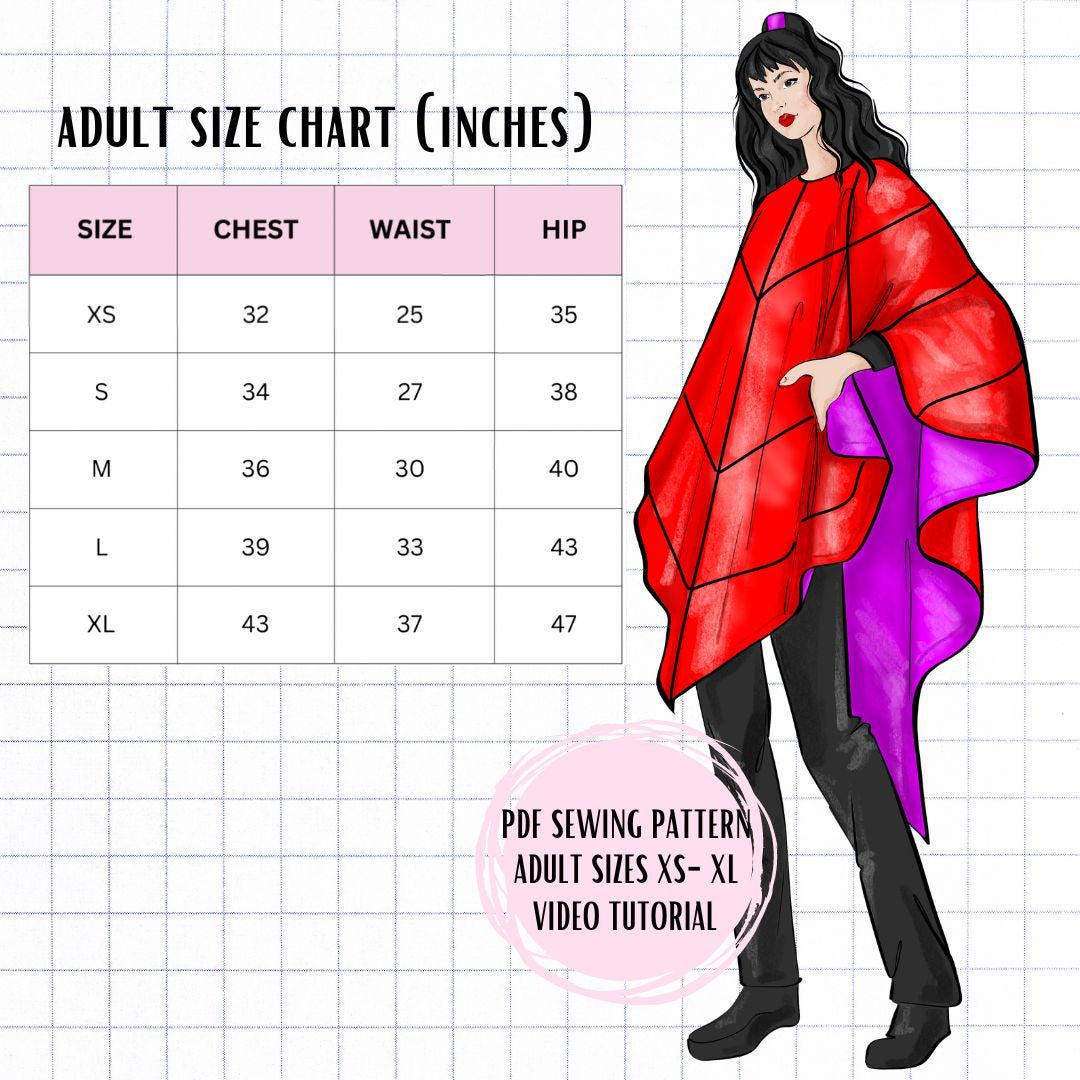 ADULT SIZE CHART (INCHES)
SIZE CHEST WAIST HIP
XS 32 25 35
S 34 27 38
M 36 30 40
L 39 33 43
XL 43 37 47
PDF SEWING PATTERN
ADULT SIZES XS- XL
VIDEO TUTORIAL